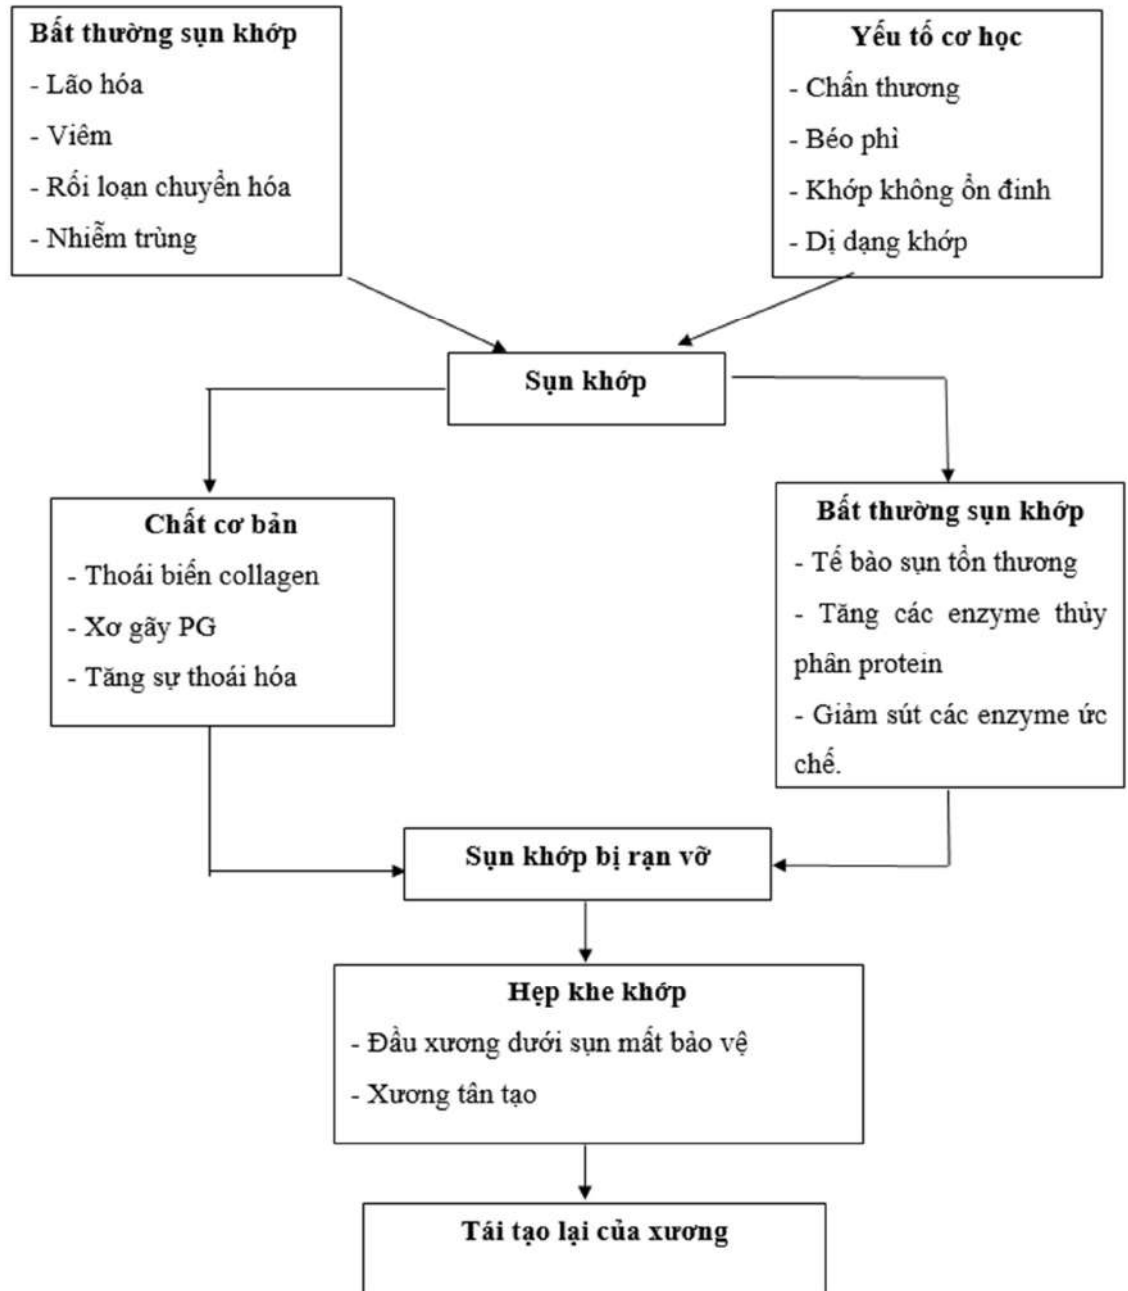 Bất thường sụn khớp
- Lão hóa
- Viêm
- Rối loạn chuyển hóa
- Nhiễm trùng
Yếu tố cơ học
- Chấn thương
- Béo phì
- Khớp không ổn đinh
- Dị dạng khớp
Sụn khớp
Chất cơ bản
- Thoái biến collagen
- Xơ gãy PG
- Tăng sự thoái hóa
Bất thường sụn khớp
- Tế bào sụn tổn thương
- Tăng các enzyme thủy
phân protein
- Giảm sút các enzyme ức
chế.
Sụn khớp bị rạn vỡ
Hẹp khe khớp
- Đầu xương dưới sụn mất bảo vệ
- Xương tân tạo
Tái tạo lại của xương